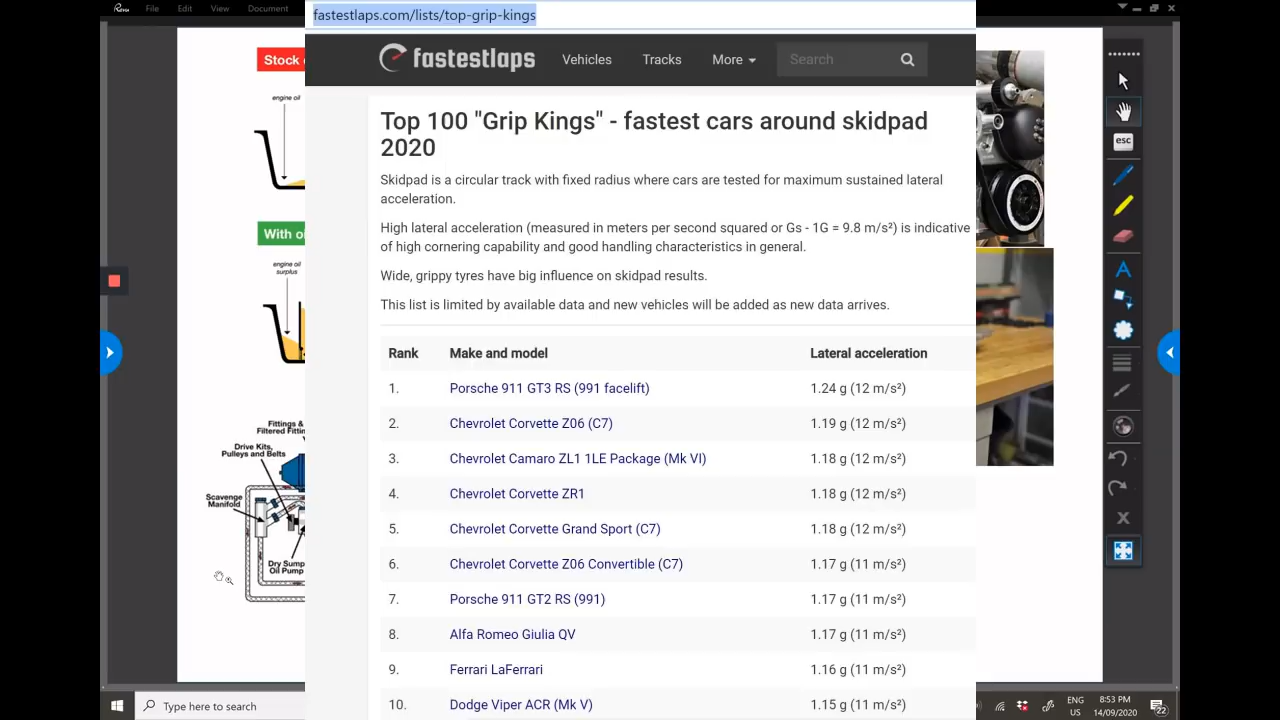 File Edit View Document
fastestlaps.com/lists/top-grip-kings
fastestlaps Vehicles Tracks More Search
Top 100 "Grip Kings" - fastest cars around skidpad
2020
Skidpad is a circular track with fixed radius where cars are tested for maximum sustained lateral
acceleration.
High lateral acceleration (measured in meters per second squared or Gs - 1G = 9.8 m/s²) is indicative
of high cornering capability and good handling characteristics in general.
Wide, grippy tyres have big influence on skidpad results.
This list is limited by available data and new vehicles will be added as new data arrives.
Rank Make and model Lateral acceleration
1. Porsche 911 GT3 RS (991 facelift) 1.24 g (12 m/s²)
2. Chevrolet Corvette Z06 (C7) 1.19 g (12 m/s²)
3. Chevrolet Camaro ZL1 1LE Package (Mk VI) 1.18 g (12 m/s²)
4. Chevrolet Corvette ZR1 1.18 g (12 m/s²)
5. Chevrolet Corvette Grand Sport (C7) 1.18 g (12 m/s²)
6. Chevrolet Corvette Z06 Convertible (C7) 1.17 g (11 m/s²)
7. Porsche 911 GT2 RS (991) 1.17 g (11 m/s²)
8. Alfa Romeo Giulia QV 1.17 g (11 m/s²)
9. Ferrari LaFerrari 1.16 g (11 m/s²)
10. Dodge Viper ACR (Mk V) 1.15 g (11 m/s²)
Stock
engine oil
With
engine oil
surplus
Fittings &
Filtered
Drive Kits,
Pulleys and Belts
Scavenge
Manifold
Dry Sump
Oil Pump
esc
A
Type here to search
ENG
US
8:53 PM
14/09/2020
22